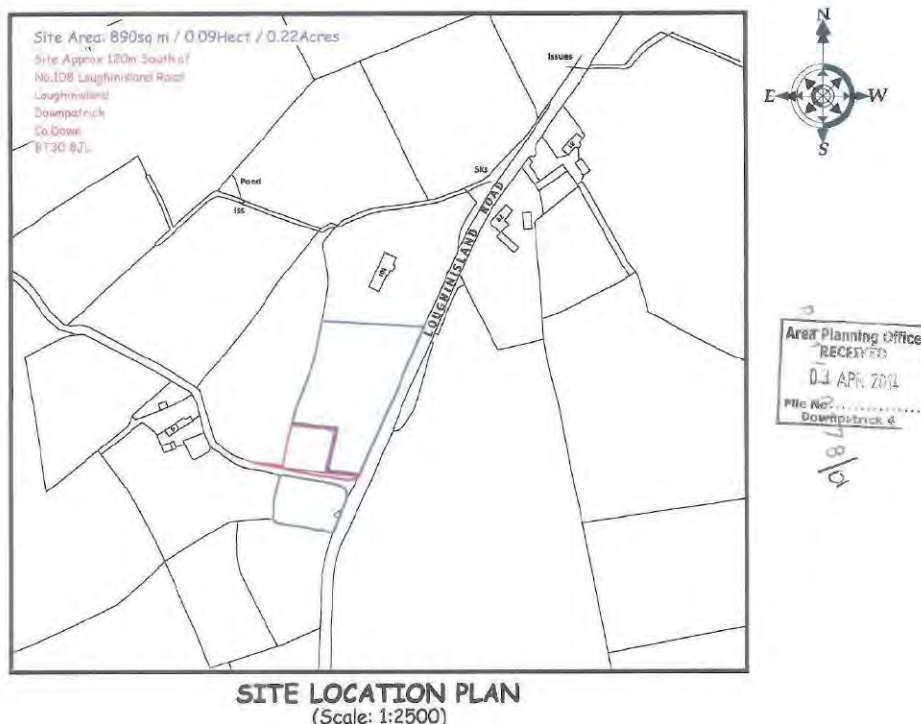 Site Area: 890sq m / 0.09Hect / 0.22Acres
Site Approx 120m South of
No.108 Loughinisland Road
Loughinisland
Downpatrick
Co Down
BT30 8JL
Issues
Pond
ISS
Sks
LOUGHINISLAND ROAD
N
E
W
S
Area Planning Office
RECEIVED
APR 2014
File No.
Downpatrick 4
SITE LOCATION PLAN
(Scale: 1:2500)